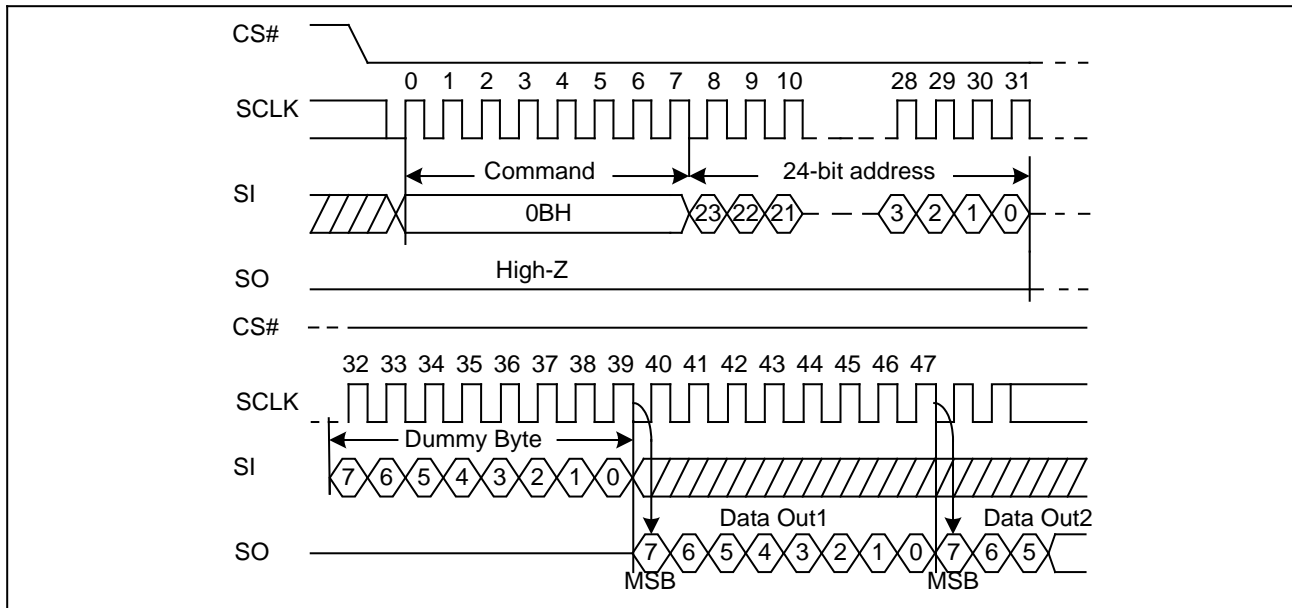 CS#
0 1 2 3 4 5 6 7 8 9 10 28 29 30 31
SCLK
Command 24-bit address
SI
0BH 23 22 21 3 2 1 0
High-Z
SO
CS#
32 33 34 35 36 37 38 39 40 41 42 43 44 45 46 47
SCLK
Dummy Byte
SI
7 6 5 4 3 2 1 0
Data Out1 Data Out2
SO
7 6 5 4 3 2 1 0 7 6 5
MSB MSB